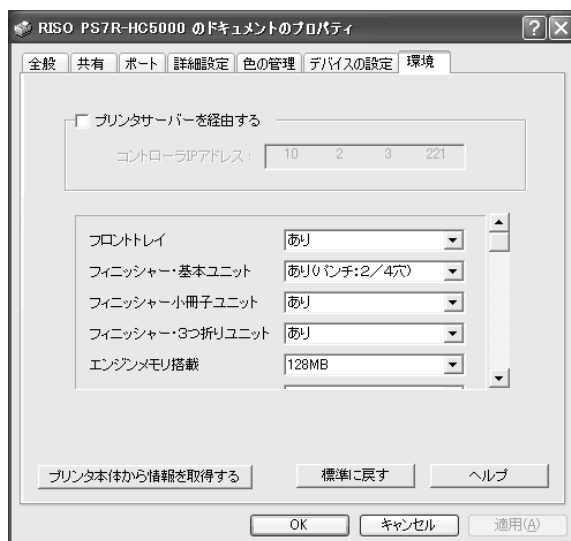 RISO PS7R-HC5000 のドキュメントのプロパティ
全般 共有 ポート 詳細設定 色の管理 デバイスの設定 環境
プリンタサーバーを経由する
コントローラIPアドレス： 10 2 3 221
フロントトレイ あり
フィニッシャー・基本ユニット あり(パンチ：2／4穴)
フィニッシャー小冊子ユニット あり
フィニッシャー・3つ折りユニット あり
エンジンメモリ搭載 128MB
プリンタ本体から情報を取得する 標準に戻す ヘルプ
OK キャンセル 適用(A)